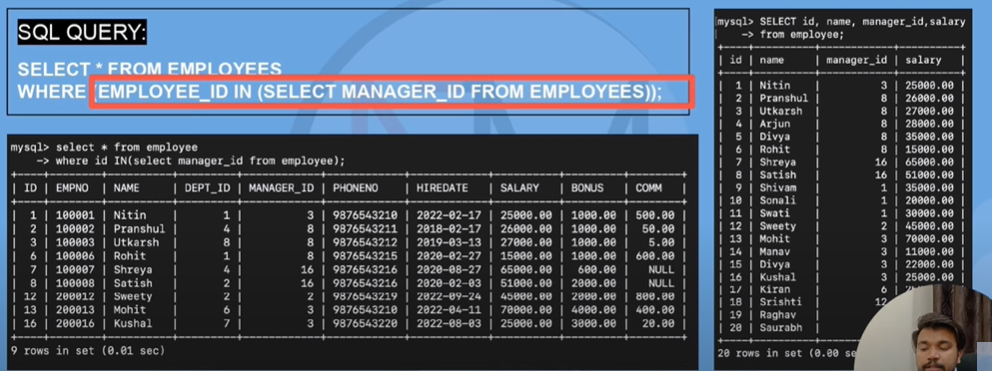 SQL QUERY:
SELECT * FROM EMPLOYEES
WHERE (EMPLOYEE_ID IN (SELECT MANAGER_ID FROM EMPLOYEES));
mysql> select * from employee
-> where id IN(select manager_id from employee);
| ID | EMPNO | NAME | DEPT_ID | MANAGER_ID | PHONENO | HIREDATE | SALARY | BONUS | COMM |
| 1 | 100001 | Nitin | 1 | 3 | 9876543210 | 2022-02-17 | 25000.00 | 1000.00 | 500.00 |
| 2 | 100002 | Pranshul | 4 | 8 | 9876543211 | 2018-02-17 | 26000.00 | 1000.00 | 50.00 |
| 3 | 100003 | Utkarsh | 8 | 8 | 9876543212 | 2019-03-13 | 27000.00 | 1000.00 | 5.00 |
| 6 | 100006 | Rohit | 1 | 8 | 9876543215 | 2020-02-27 | 15000.00 | 1000.00 | 600.00 |
| 7 | 100007 | Shreya | 4 | 16 | 9876543216 | 2020-08-27 | 65000.00 | 600.00 | NULL |
| 8 | 100008 | Satish | 2 | 16 | 9876543216 | 2020-02-03 | 51000.00 | 2000.00 | NULL |
| 12 | 200012 | Sweety | 2 | 2 | 9876543219 | 2022-09-24 | 45000.00 | 2000.00 | 800.00 |
| 13 | 200013 | Mohit | 6 | 3 | 9876543210 | 2022-04-11 | 70000.00 | 4000.00 | 400.00 |
| 16 | 200016 | Kushal | 7 | 3 | 9876543220 | 2022-08-03 | 25000.00 | 3000.00 | 20.00 |
9 rows in set (0.01 sec)
mysql> SELECT id, name, manager_id,salary
-> from employee;
| id | name | manager_id | salary |
| 1 | Nitin | 3 | 25000.00 |
| 2 | Pranshul | 8 | 26000.00 |
| 3 | Utkarsh | 8 | 27000.00 |
| 4 | Arjun | 8 | 28000.00 |
| 5 | Divya | 8 | 35000.00 |
| 6 | Rohit | 8 | 15000.00 |
| 7 | Shreya | 16 | 65000.00 |
| 8 | Satish | 16 | 51000.00 |
| 9 | Shivam | 1 | 35000.00 |
| 10 | Sonali | 1 | 20000.00 |
| 11 | Swati | 1 | 30000.00 |
| 12 | Sweety | 2 | 45000.00 |
| 13 | Mohit | 3 | 70000.00 |
| 14 | Manav | 3 | 11000.00 |
| 15 | Divya | 3 | 22000.00 |
| 16 | Kushal | 3 | 25000.00 |
| 17 | Kiran | 6 |
| 18 | Srishti | 12
| 19 | Raghav |
| 20 | Saurabh |
20 rows in set (0.00 se